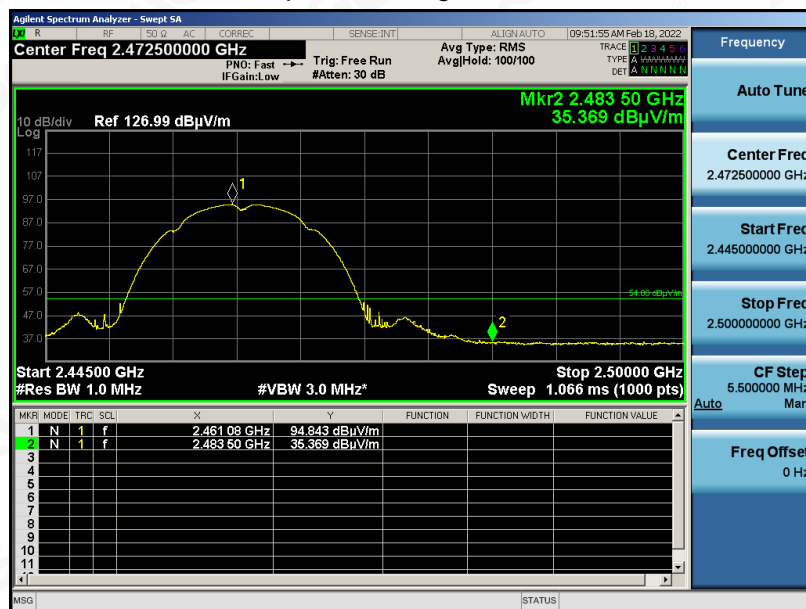 Agilent Spectrum Analyzer - Swept SA
LXI R RF 50 Ω AC CORREC SENSE:INT ALIGN AUTO 09:51:55 AM Feb 18, 2022
Center Freq 2.472500000 GHz
PNO: Fast
IFGain:Low
Trig: Free Run
#Atten: 30 dB
Avg Type: RMS
Avg|Hold: 100/100
TRACE 1 2 3 4 5 6
TYPE A WWWWW
DET A N N N N N
Mkr2 2.483 50 GHz
35.369 dBµV/m
10 dB/div Ref 126.99 dBµV/m
Log
117
107
97.0
87.0
77.0
67.0
57.0
47.0
37.0
1
54.00 dBµV/m
2
Start 2.44500 GHz Stop 2.50000 GHz
#Res BW 1.0 MHz #VBW 3.0 MHz* Sweep 1.066 ms (1000 pts)
MKR MODE TRC SCL X Y FUNCTION FUNCTION WIDTH FUNCTION VALUE
1 N 1 f 2.461 08 GHz 94.843 dBµV/m
2 N 1 f 2.483 50 GHz 35.369 dBµV/m
3
4
5
6
7
8
9
10
11
MSG STATUS
Frequency
Auto Tune
Center Freq
2.472500000 GHz
Start Freq
2.445000000 GHz
Stop Freq
2.500000000 GHz
CF Step
5.500000 MHz
Auto Man
Freq Offset
0 Hz